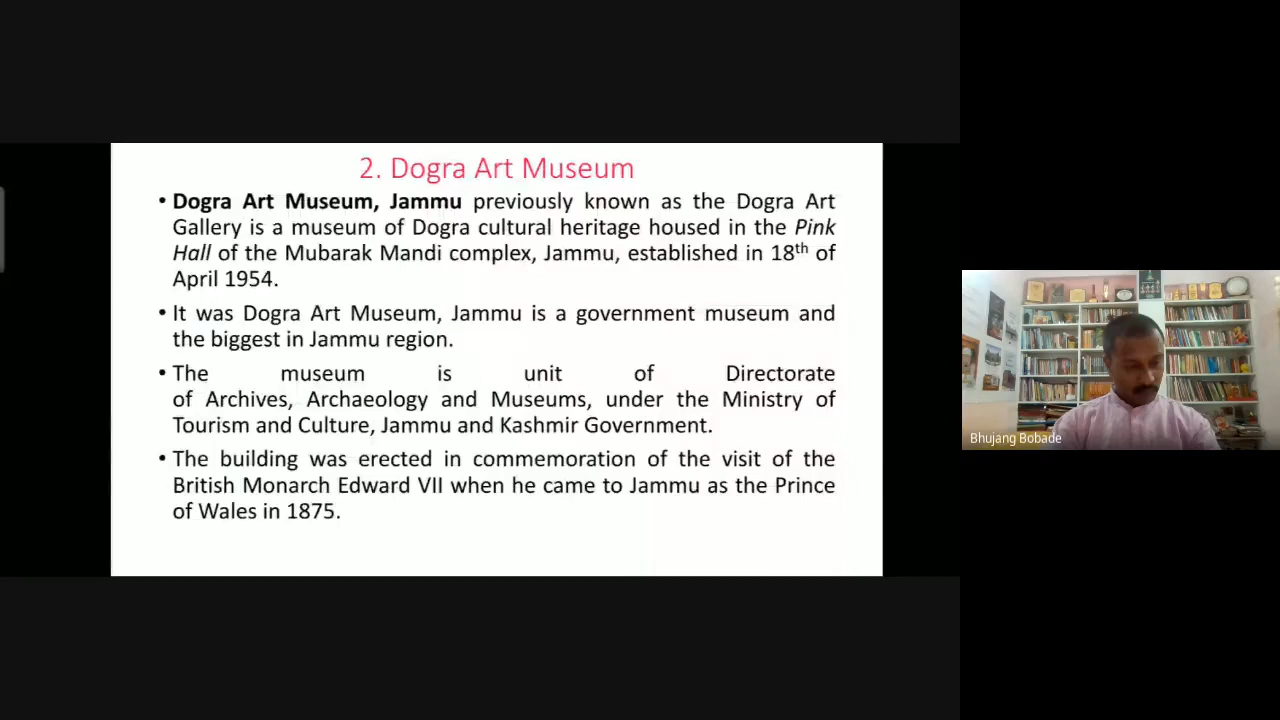 2. Dogra Art Museum
• Dogra Art Museum, Jammu previously known as the Dogra Art
Gallery is a museum of Dogra cultural heritage housed in the Pink
Hall of the Mubarak Mandi complex, Jammu, established in 18th of
April 1954.
• It was Dogra Art Museum, Jammu is a government museum and
the biggest in Jammu region.
• The museum is unit of Directorate
of Archives, Archaeology and Museums, under the Ministry of
Tourism and Culture, Jammu and Kashmir Government.
• The building was erected in commemoration of the visit of the
British Monarch Edward VII when he came to Jammu as the Prince
of Wales in 1875.
Bhujang Bobade